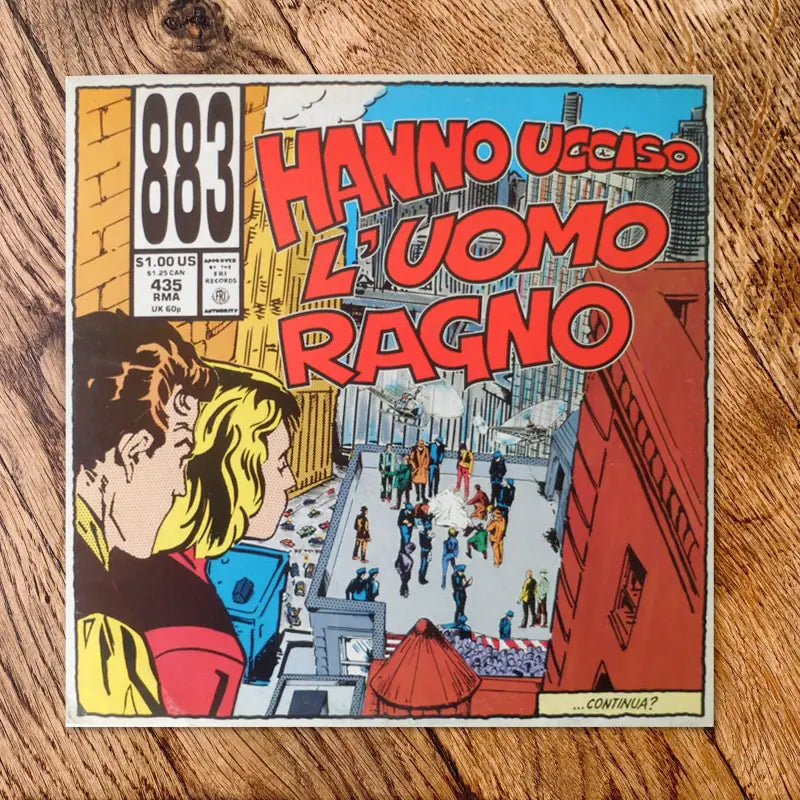 883
HANNO UCCISO
L'UOMO
RAGNO
$1.00 US
$1.25 CAN
435
RMA
UK 60p
APPROVED
BY THE
FRI
RECORDS
FRI
AUTHORITY
...CONTINUA?